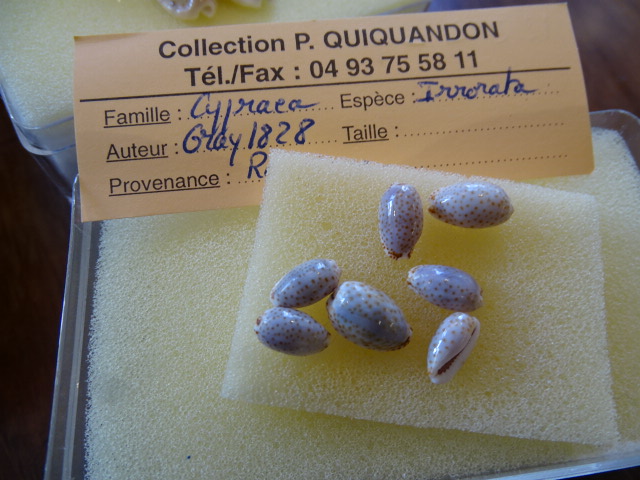 Collection P. QUIQUANDON
Tél./Fax : 04 93 75 58 11
Famille : Cypraea Espèce : Irrorata
Auteur : Gray 1828 Taille :
Provenance :